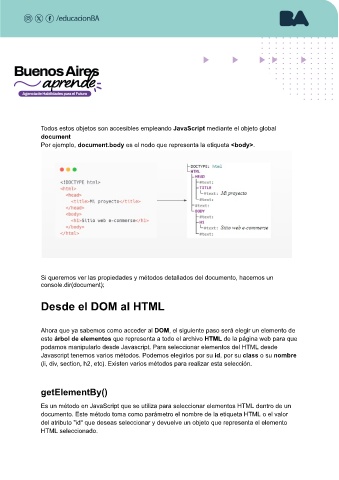 /educacionBA
BA
Buenos Aires
aprende
Agencia de Habilidades para el Futuro
Todos estos objetos son accesibles empleando JavaScript mediante el objeto global
document
Por ejemplo, document.body es el nodo que representa la etiqueta <body>.
<!DOCTYPE html>
<html>
<head>
<title>Mi proyecto</title>
</head>
<body>
<h1>Sitio web e-commerce</h1>
</body>
</html>
DOCTYPE: html
HTML
HEAD
#text:
TITLE
#text: Mi proyecto
#text:
#text:
BODY
#text:
H1
#text: Sitio web e-commerce
#text:
Si queremos ver las propiedades y métodos detallados del documento, hacemos un
console.dir(document);
Desde el DOM al HTML
Ahora que ya sabemos como acceder al DOM, el siguiente paso será elegir un elemento de
este árbol de elementos que representa a todo el archivo HTML de la página web para que
podamos manipularlo desde Javascript. Para seleccionar elementos del HTML desde
Javascript tenemos varios métodos. Podemos elegirlos por su id, por su class o su nombre
(li, div, section, h2, etc). Existen varios métodos para realizar esta selección.
getElementBy()
Es un método en JavaScript que se utiliza para seleccionar elementos HTML dentro de un
documento. Este método toma como parámetro el nombre de la etiqueta HTML o el valor
del atributo "id" que deseas seleccionar y devuelve un objeto que representa el elemento
HTML seleccionado.